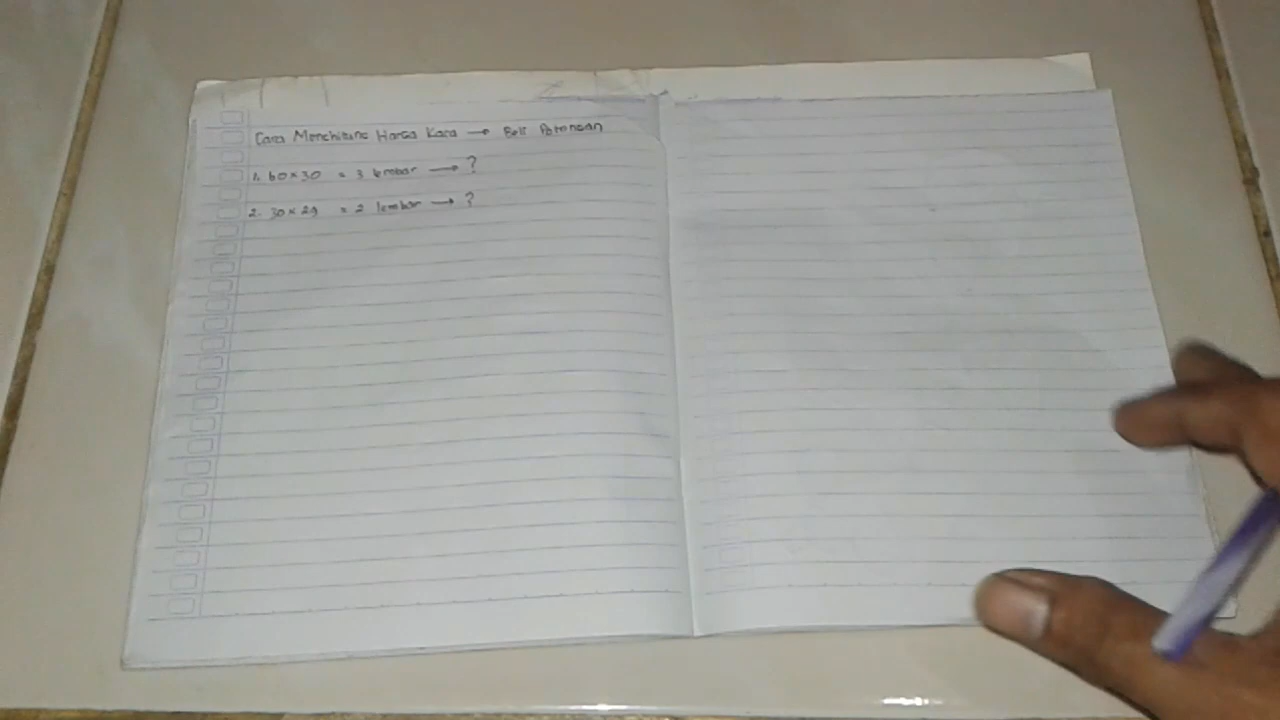 Cara Menghitung Harga Kaca → Beli Potongan
1. 60 x 30 = 3 lembar → ?
2. 30 x 29 = 2 lembar → ?